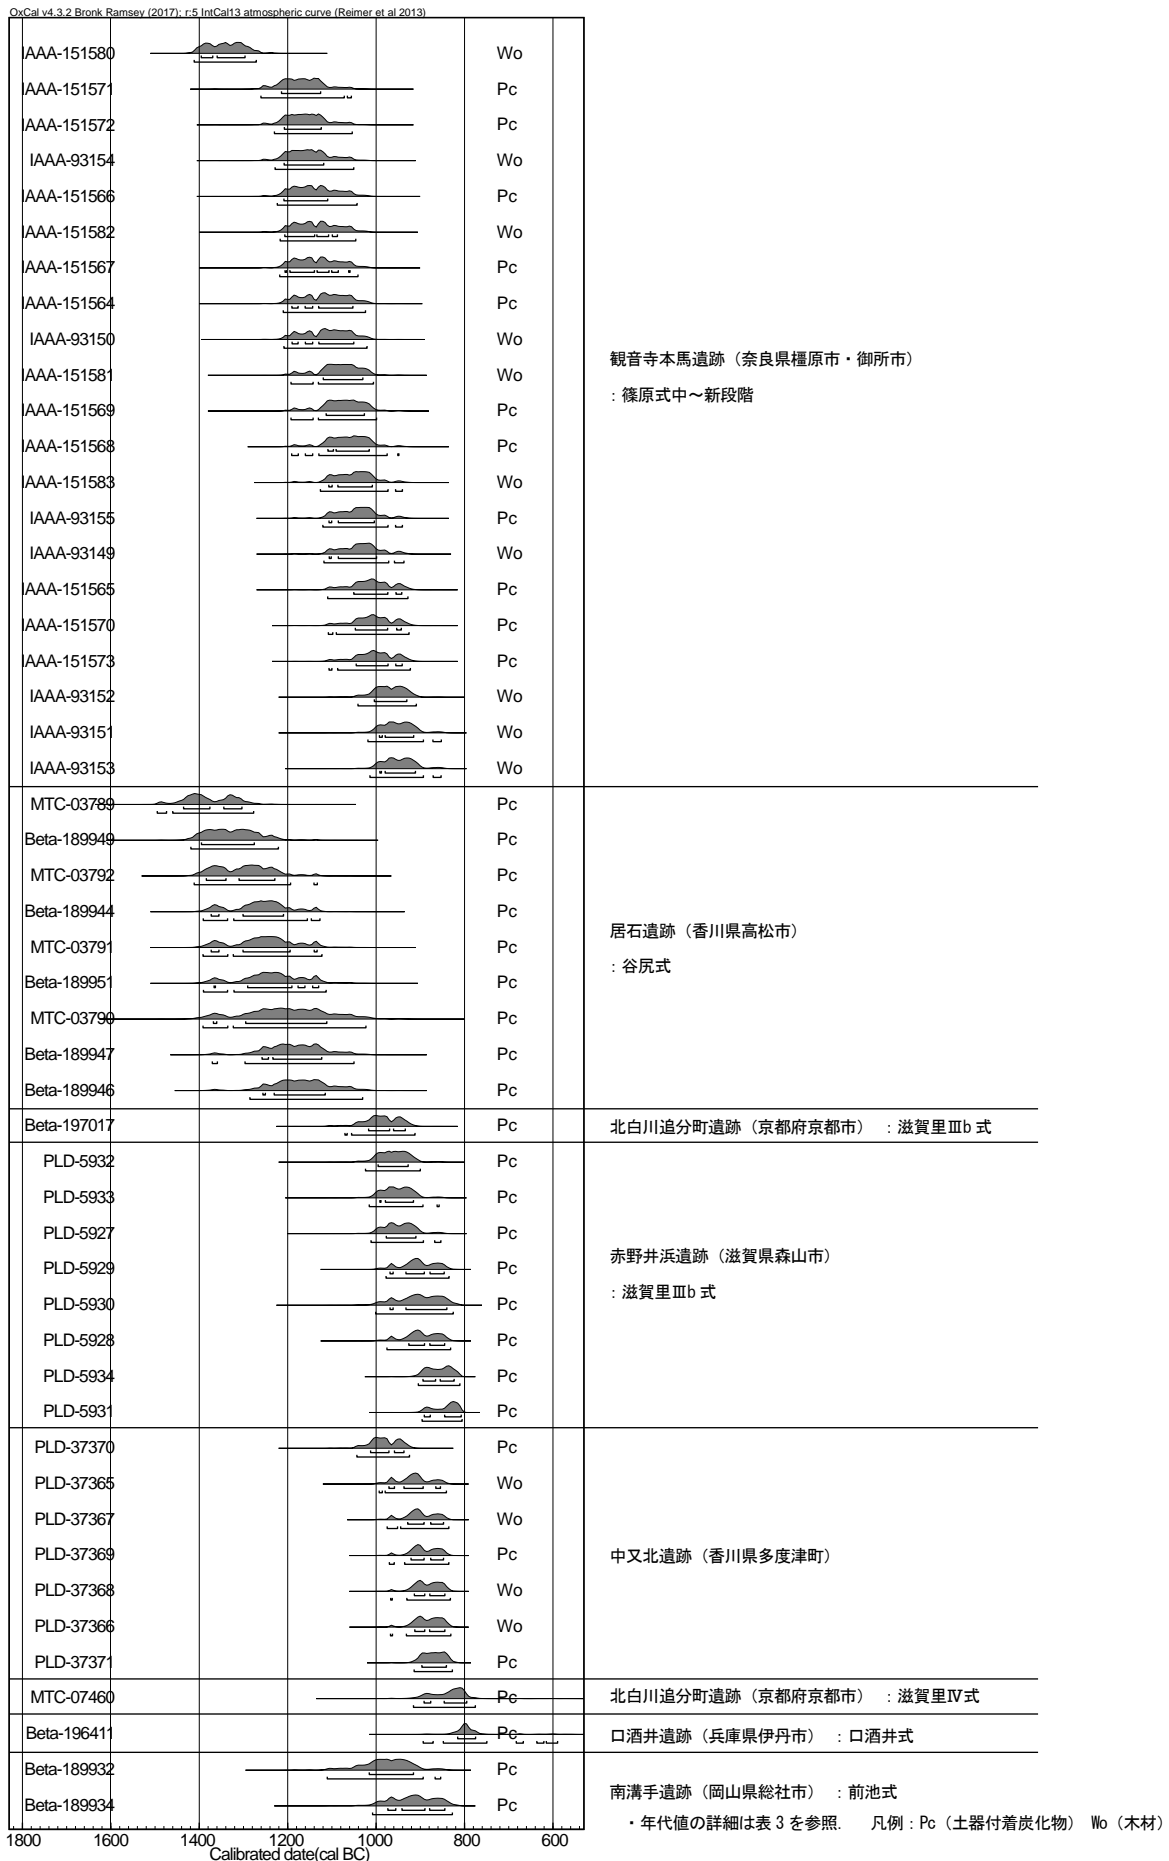 OxCal v4.3.2 Bronk Ramsey (2017); r:5 IntCal13 atmospheric curve (Reimer et al 2013)
IAAA-151580 Wo
IAAA-151571 Pc
IAAA-151572 Pc
IAAA-93154 Wo
IAAA-151566 Pc
IAAA-151582 Wo
IAAA-151567 Pc
IAAA-151564 Pc
IAAA-93150 Wo
観音寺本馬遺跡（奈良県橿原市・御所市）
IAAA-151581 Wo
：篠原式中～新段階
IAAA-151569 Pc
IAAA-151568 Pc
IAAA-151583 Wo
IAAA-93155 Pc
IAAA-93149 Wo
IAAA-151565 Pc
IAAA-151570 Pc
IAAA-151573 Pc
IAAA-93152 Wo
IAAA-93151 Wo
IAAA-93153 Wo
MTC-03789 Pc
Beta-189949 Pc
MTC-03792 Pc
Beta-189944 Pc
居石遺跡（香川県高松市）
MTC-03791 Pc
：谷尻式
Beta-189951 Pc
MTC-03790 Pc
Beta-189947 Pc
Beta-189946 Pc
Beta-197017 Pc 北白川追分町遺跡（京都府京都市） ：滋賀里Ⅲb 式
PLD-5932 Pc
PLD-5933 Pc
PLD-5927 Pc
赤野井浜遺跡（滋賀県森山市）
PLD-5929 Pc
：滋賀里Ⅲb 式
PLD-5930 Pc
PLD-5928 Pc
PLD-5934 Pc
PLD-5931 Pc
PLD-37370 Pc
PLD-37365 Wo
PLD-37367 Wo
PLD-37369 Pc 中又北遺跡（香川県多度津町）
PLD-37368 Wo
PLD-37366 Wo
PLD-37371 Pc
MTC-07460 Pc 北白川追分町遺跡（京都府京都市） ：滋賀里Ⅳ式
Beta-196411 Pc 口酒井遺跡（兵庫県伊丹市） ：口酒井式
Beta-189932 Pc
南溝手遺跡（岡山県総社市） ：前池式
Beta-189934 Pc
・年代値の詳細は表 3 を参照. 凡例：Pc（土器付着炭化物） Wo（木材）
1800 1600 1400 1200 1000 800 600
Calibrated date(cal BC)